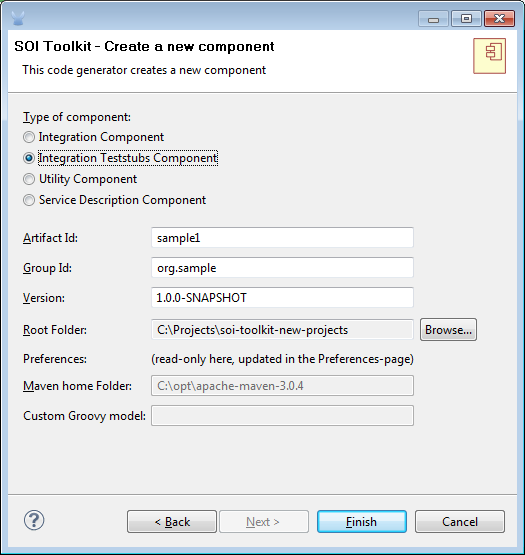 SOI Toolkit - Create a new component
This code generator creates a new component
Type of component:
Integration Component
Integration Teststubs Component
Utility Component
Service Description Component
Artifact Id: sample1
Group Id: org.sample
Version: 1.0.0-SNAPSHOT
Root Folder: C:\Projects\soi-toolkit-new-projects Browse...
Preferences: (read-only here, updated in the Preferences-page)
Maven home Folder: C:\opt\apache-maven-3.0.4
Custom Groovy model:
? < Back Next > Finish Cancel